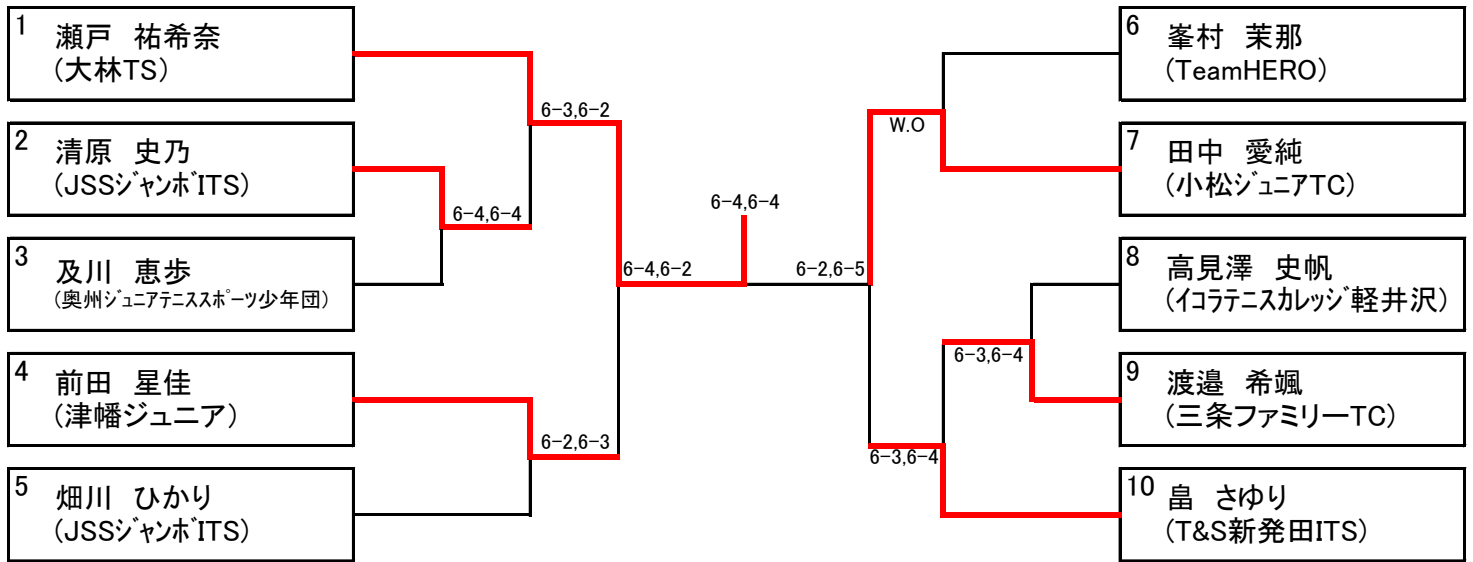 1
瀬戸　祐希奈
(大林TS)
2
清原　史乃
(JSSｼﾞｬﾝﾎﾞITS)
3
及川　恵歩
(奥州ｼﾞｭﾆｱﾃﾆｽｽﾎﾟｰﾂ少年団)
4
前田　星佳
(津幡ジュニア)
5
畑川　ひかり
(JSSｼﾞｬﾝﾎﾞITS)
6-3,6-2
6-4,6-4
6-4,6-2
6-2,6-3
6-4,6-4
6-2,6-5
W.O
6-3,6-4
6-3,6-4
6
峯村　茉那
(TeamHERO)
7
田中　愛純
(小松ｼﾞｭﾆｱTC)
8
高見澤　史帆
(ｲｺﾗﾃﾆｽｶﾚｯｼﾞ軽井沢)
9
渡邉　希颯
(三条ファミリーTC)
10
畠　さゆり
(T&S新発田ITS)